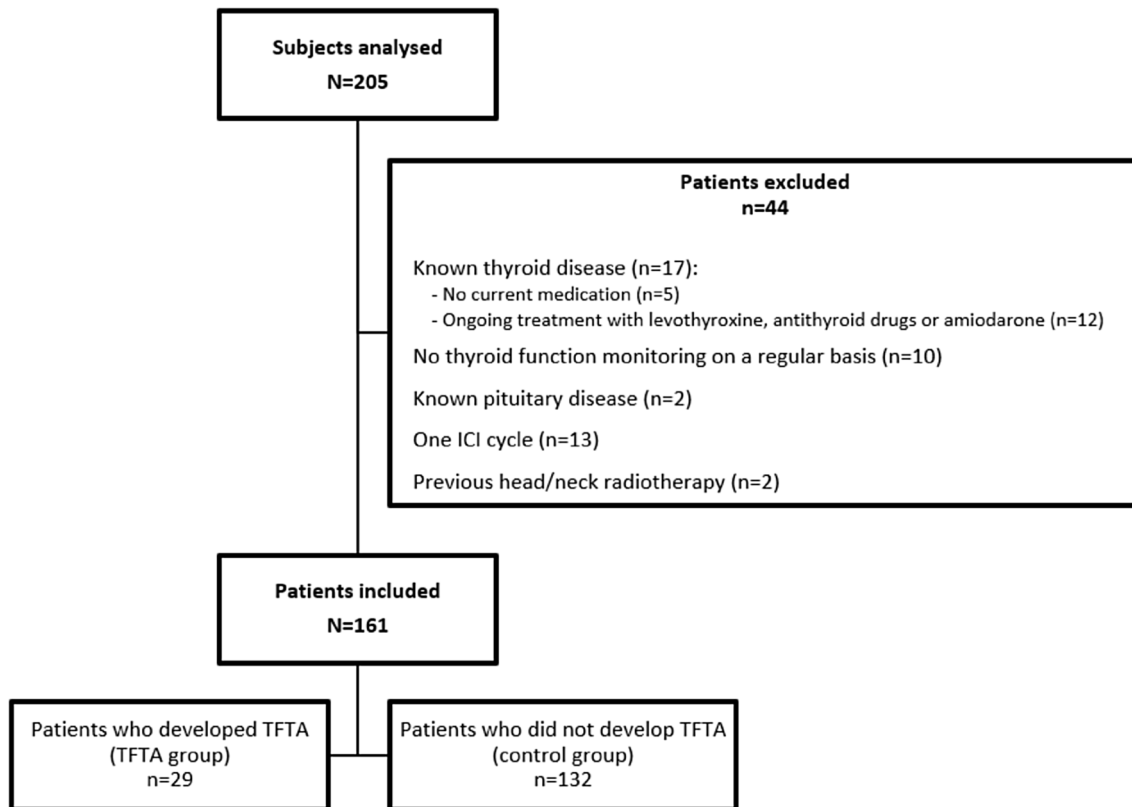 Subjects analysed
N=205
Patients excluded
n=44
Known thyroid disease (n=17):
- No current medication (n=5)
- Ongoing treatment with levothyroxine, antithyroid drugs or amiodarone (n=12)
No thyroid function monitoring on a regular basis (n=10)
Known pituitary disease (n=2)
One ICI cycle (n=13)
Previous head/neck radiotherapy (n=2)
Patients included
N=161
Patients who developed TFTA
(TFTA group)
n=29
Patients who did not develop TFTA
(control group)
n=132